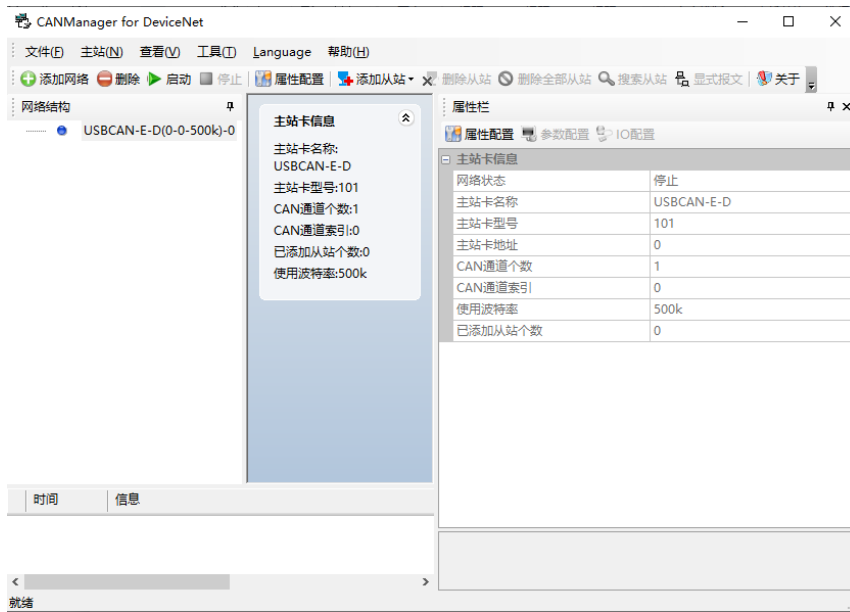 CANManager for DeviceNet
文件(F) 主站(N) 查看(V) 工具(T) Language 帮助(H)
添加网络 删除 启动 停止 属性配置 添加从站 删除从站 删除全部从站 搜索从站 显式报文 关于
网络结构
USBCAN-E-D(0-0-500k)-0
主站卡信息
主站卡名称:
USBCAN-E-D
主站卡型号:101
CAN通道个数:1
CAN通道索引:0
已添加从站个数:0
使用波特率:500k
属性栏
属性配置 参数配置 IO配置
主站卡信息
网络状态 停止
主站卡名称 USBCAN-E-D
主站卡型号 101
主站卡地址 0
CAN通道个数 1
CAN通道索引 0
使用波特率 500k
已添加从站个数 0
时间 信息
就绪